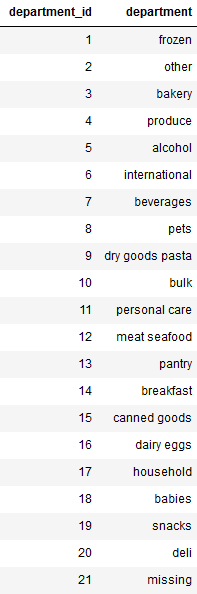 department_id department
1 frozen
2 other
3 bakery
4 produce
5 alcohol
6 international
7 beverages
8 pets
9 dry goods pasta
10 bulk
11 personal care
12 meat seafood
13 pantry
14 breakfast
15 canned goods
16 dairy eggs
17 household
18 babies
19 snacks
20 deli
21 missing